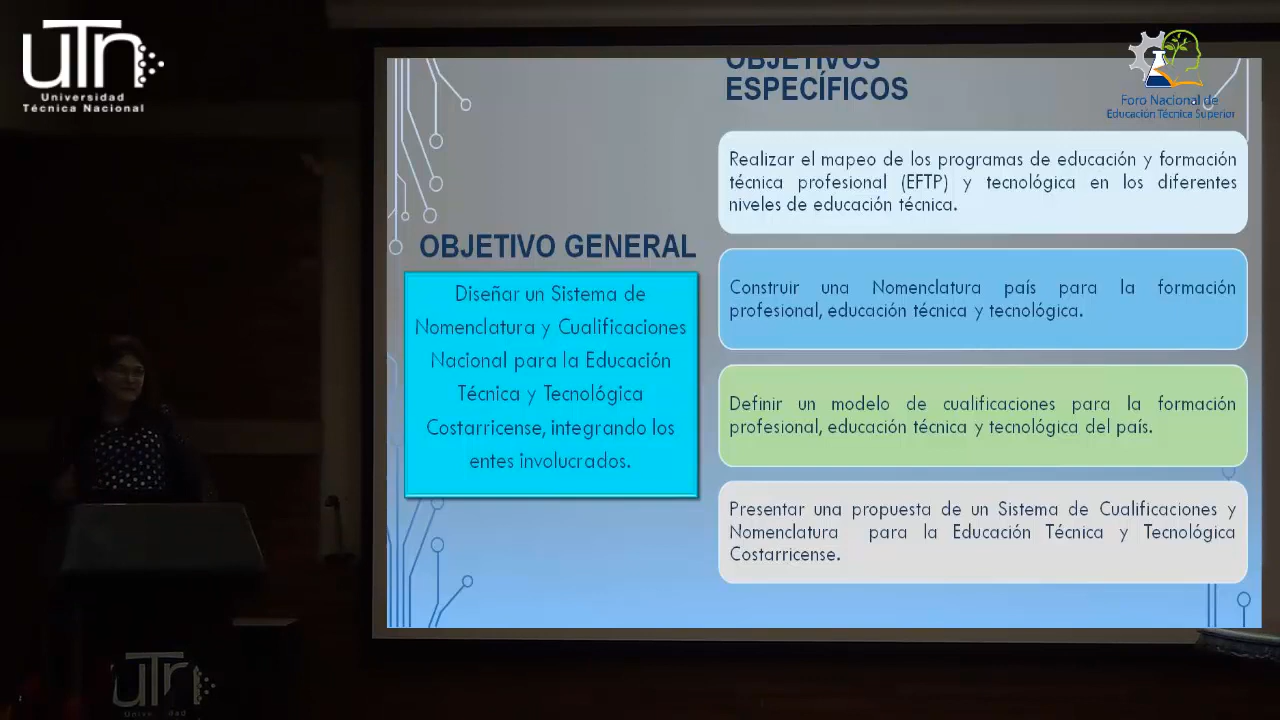 uTn
Universidad
Técnica Nacional
OBJETIVOS
ESPECÍFICOS
Foro Nacional de
Educación Técnica Superior
Realizar el mapeo de los programas de educación y formación
técnica profesional (EFTP) y tecnológica en los diferentes
niveles de educación técnica.
OBJETIVO GENERAL
Diseñar un Sistema de
Nomenclatura y Cualificaciones
Nacional para la Educación
Técnica y Tecnológica
Costarricense, integrando los
entes involucrados.
Construir una Nomenclatura país para la formación
profesional, educación técnica y tecnológica.
Definir un modelo de cualificaciones para la formación
profesional, educación técnica y tecnológica del país.
Presentar una propuesta de un Sistema de Cualificaciones y
Nomenclatura para la Educación Técnica y Tecnológica
Costarricense.
uTn